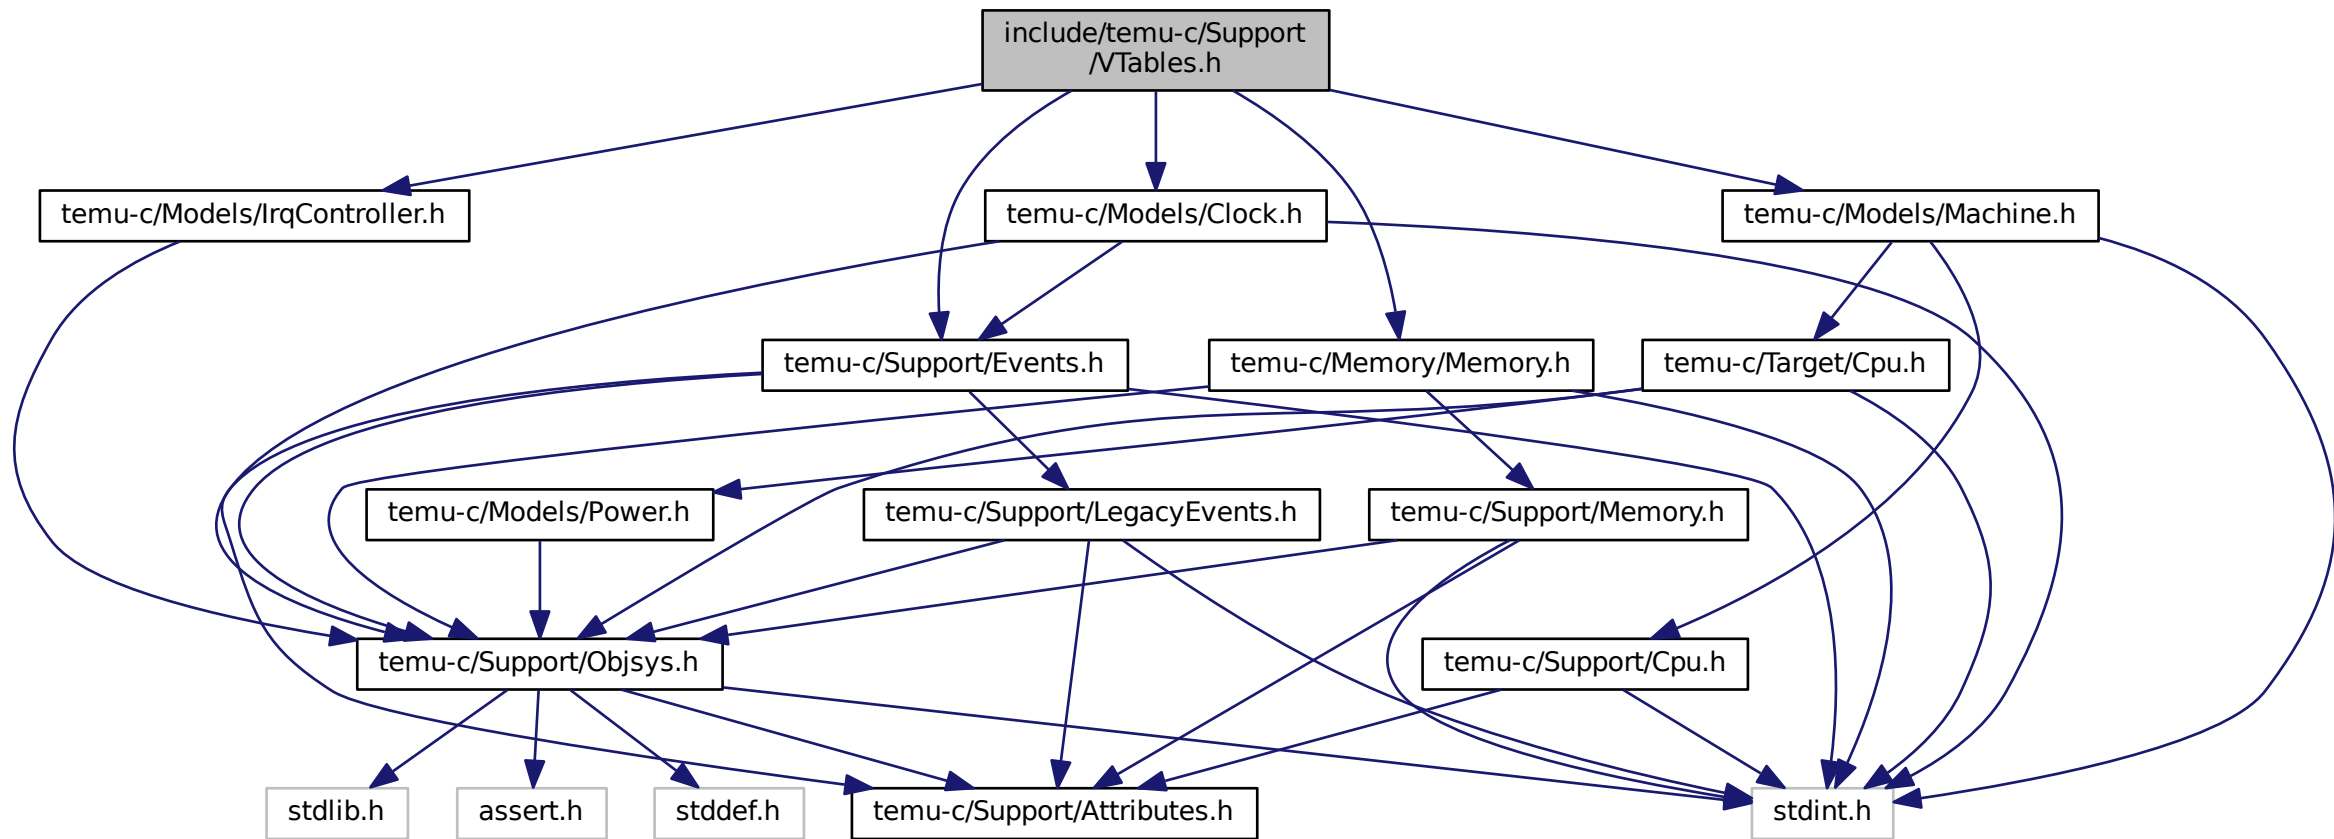 include/temu-c/Support
/VTables.h
temu-c/Models/IrqController.h
temu-c/Models/Clock.h
temu-c/Models/Machine.h
temu-c/Support/Events.h
temu-c/Memory/Memory.h
temu-c/Target/Cpu.h
temu-c/Models/Power.h
temu-c/Support/LegacyEvents.h
temu-c/Support/Memory.h
temu-c/Support/Objsys.h
temu-c/Support/Cpu.h
stdlib.h
assert.h
stddef.h
temu-c/Support/Attributes.h
stdint.h